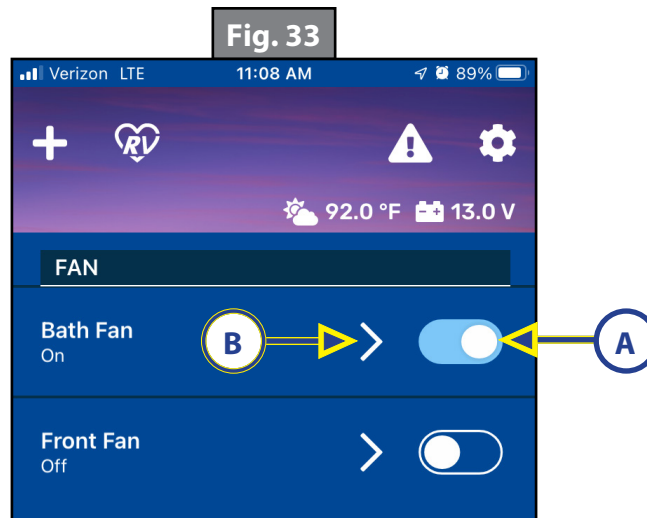 Fig. 33
Verizon LTE 11:08 AM 89%
RV
92.0 °F 13.0 V
FAN
Bath Fan
On
B
A
Front Fan
Off